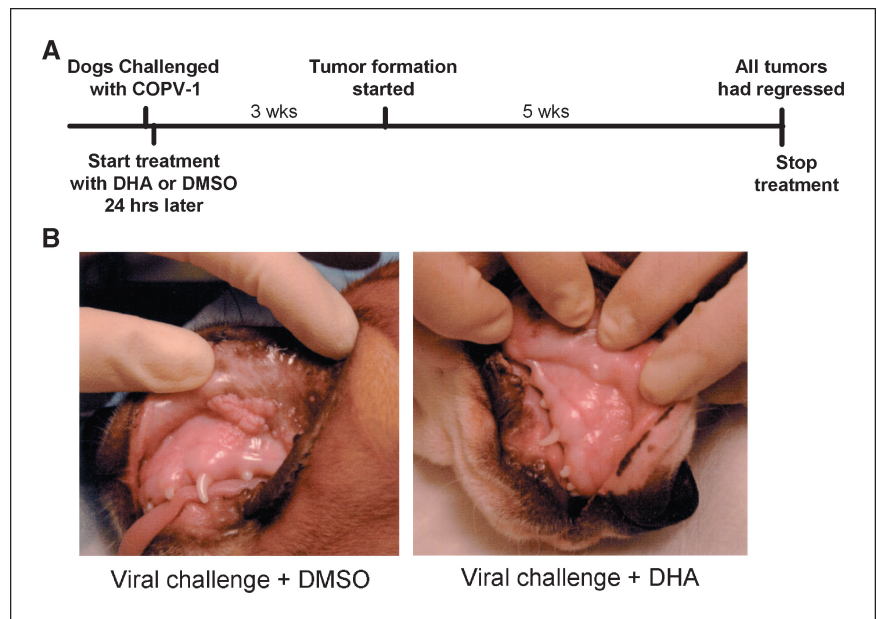 A
Dogs Challenged
with COPV-1
Tumor formation
started
All tumors
had regressed
3 wks
5 wks
Start treatment
with DHA or DMSO
24 hrs later
Stop
treatment
B
Viral challenge + DMSO
Viral challenge + DHA